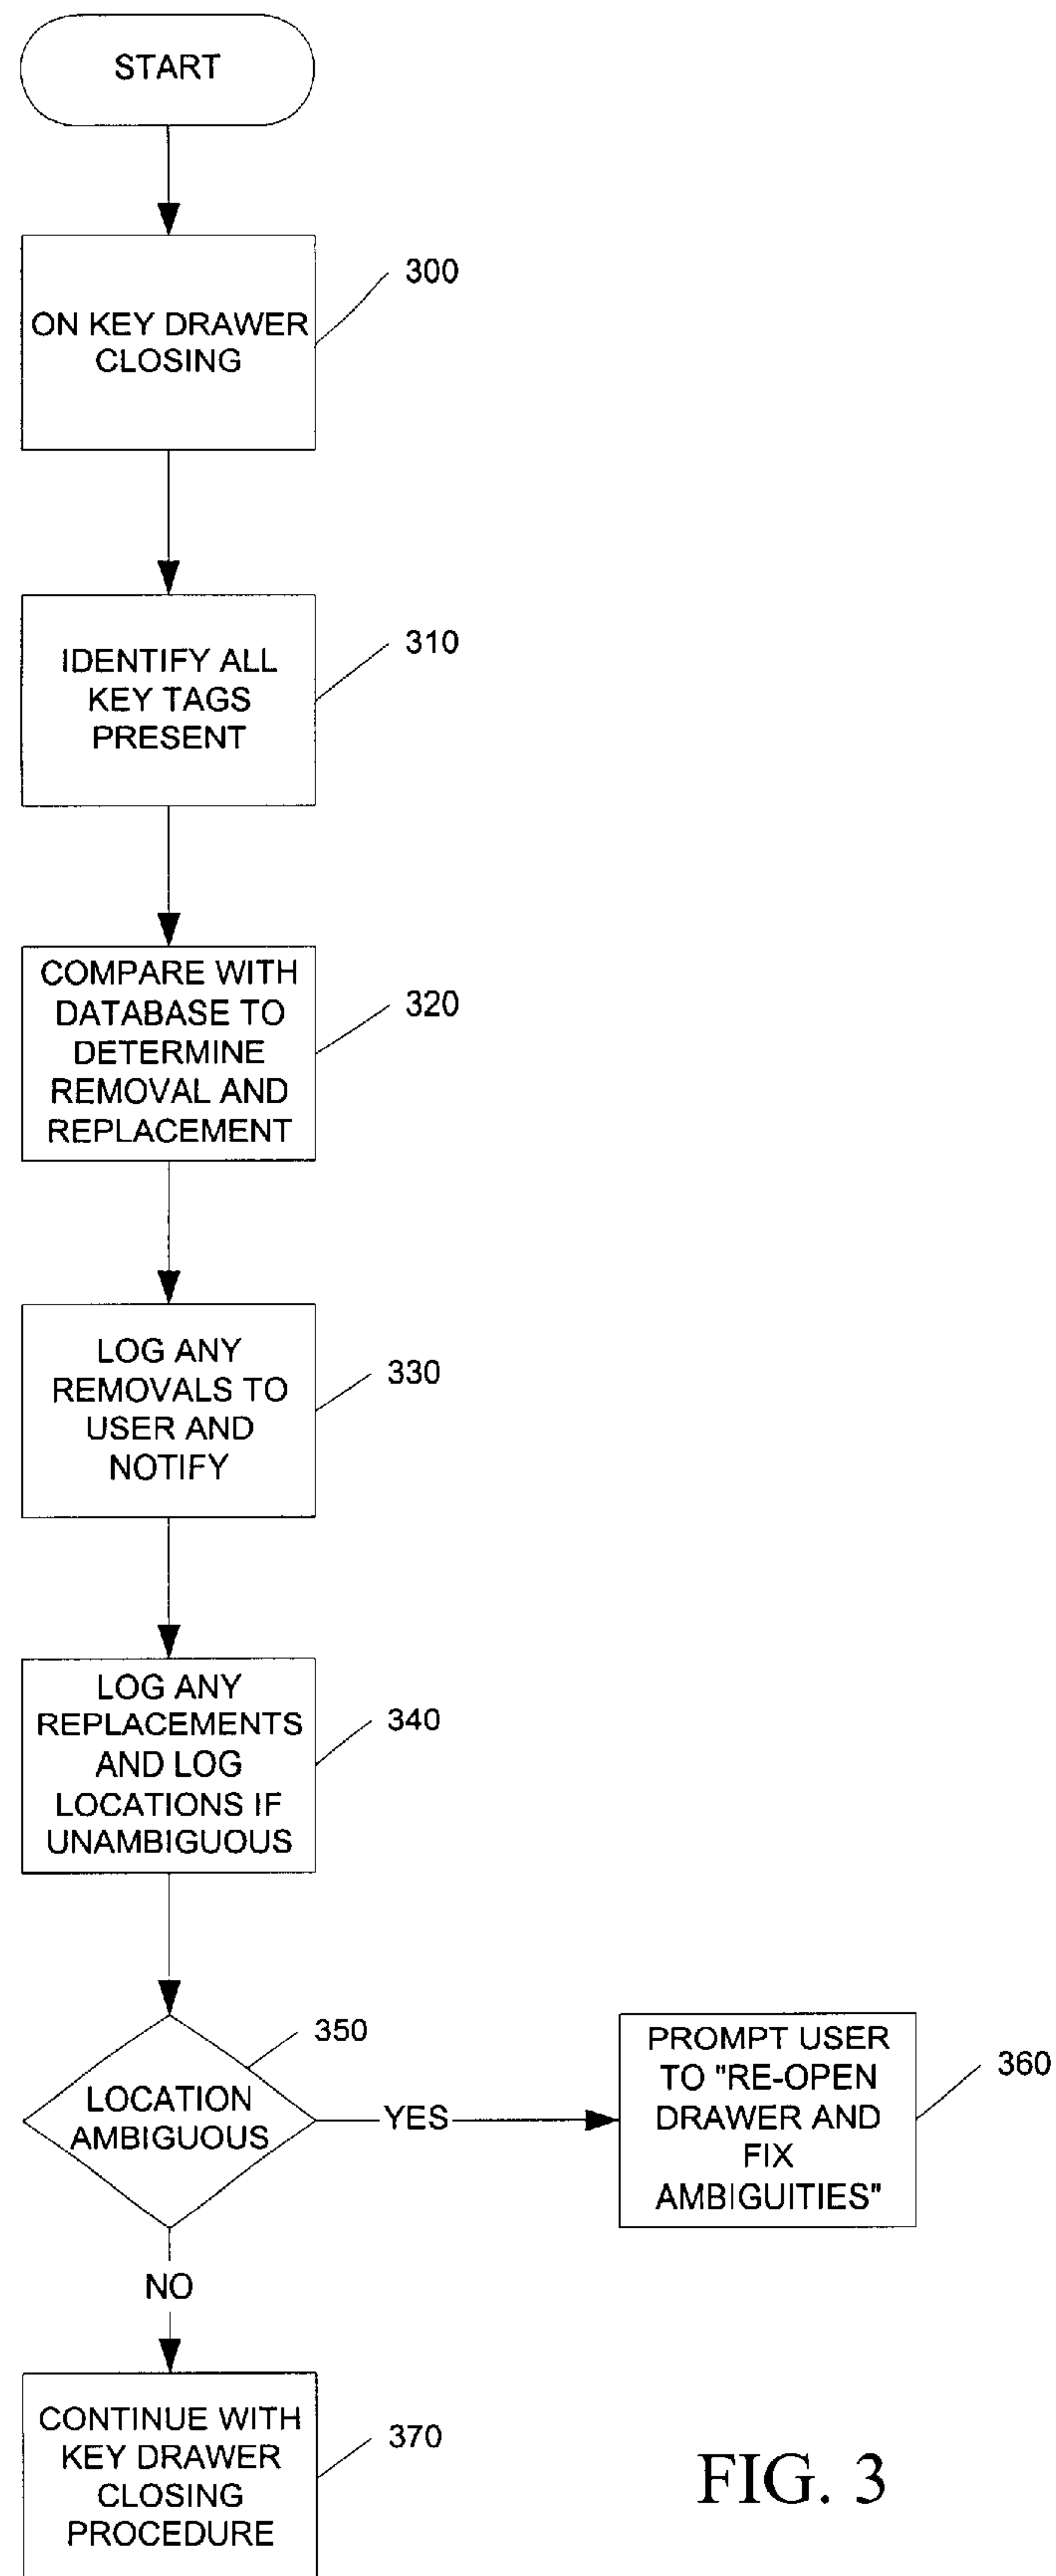 START
300
ON KEY DRAWER
CLOSING
310
IDENTIFY ALL
KEY TAGS
PRESENT
320
COMPARE WITH
DATABASE TO
DETERMINE
REMOVAL AND
REPLACEMENT
330
LOG ANY
REMOVALS TO
USER AND
NOTIFY
340
LOG ANY
REPLACEMENTS
AND LOG
LOCATIONS IF
UNAMBIGUOUS
350
LOCATION
AMBIGUOUS
YES
360
PROMPT USER
TO "RE-OPEN
DRAWER AND
FIX
AMBIGUITIES"
NO
370
CONTINUE WITH
KEY DRAWER
CLOSING
PROCEDURE
FIG. 3